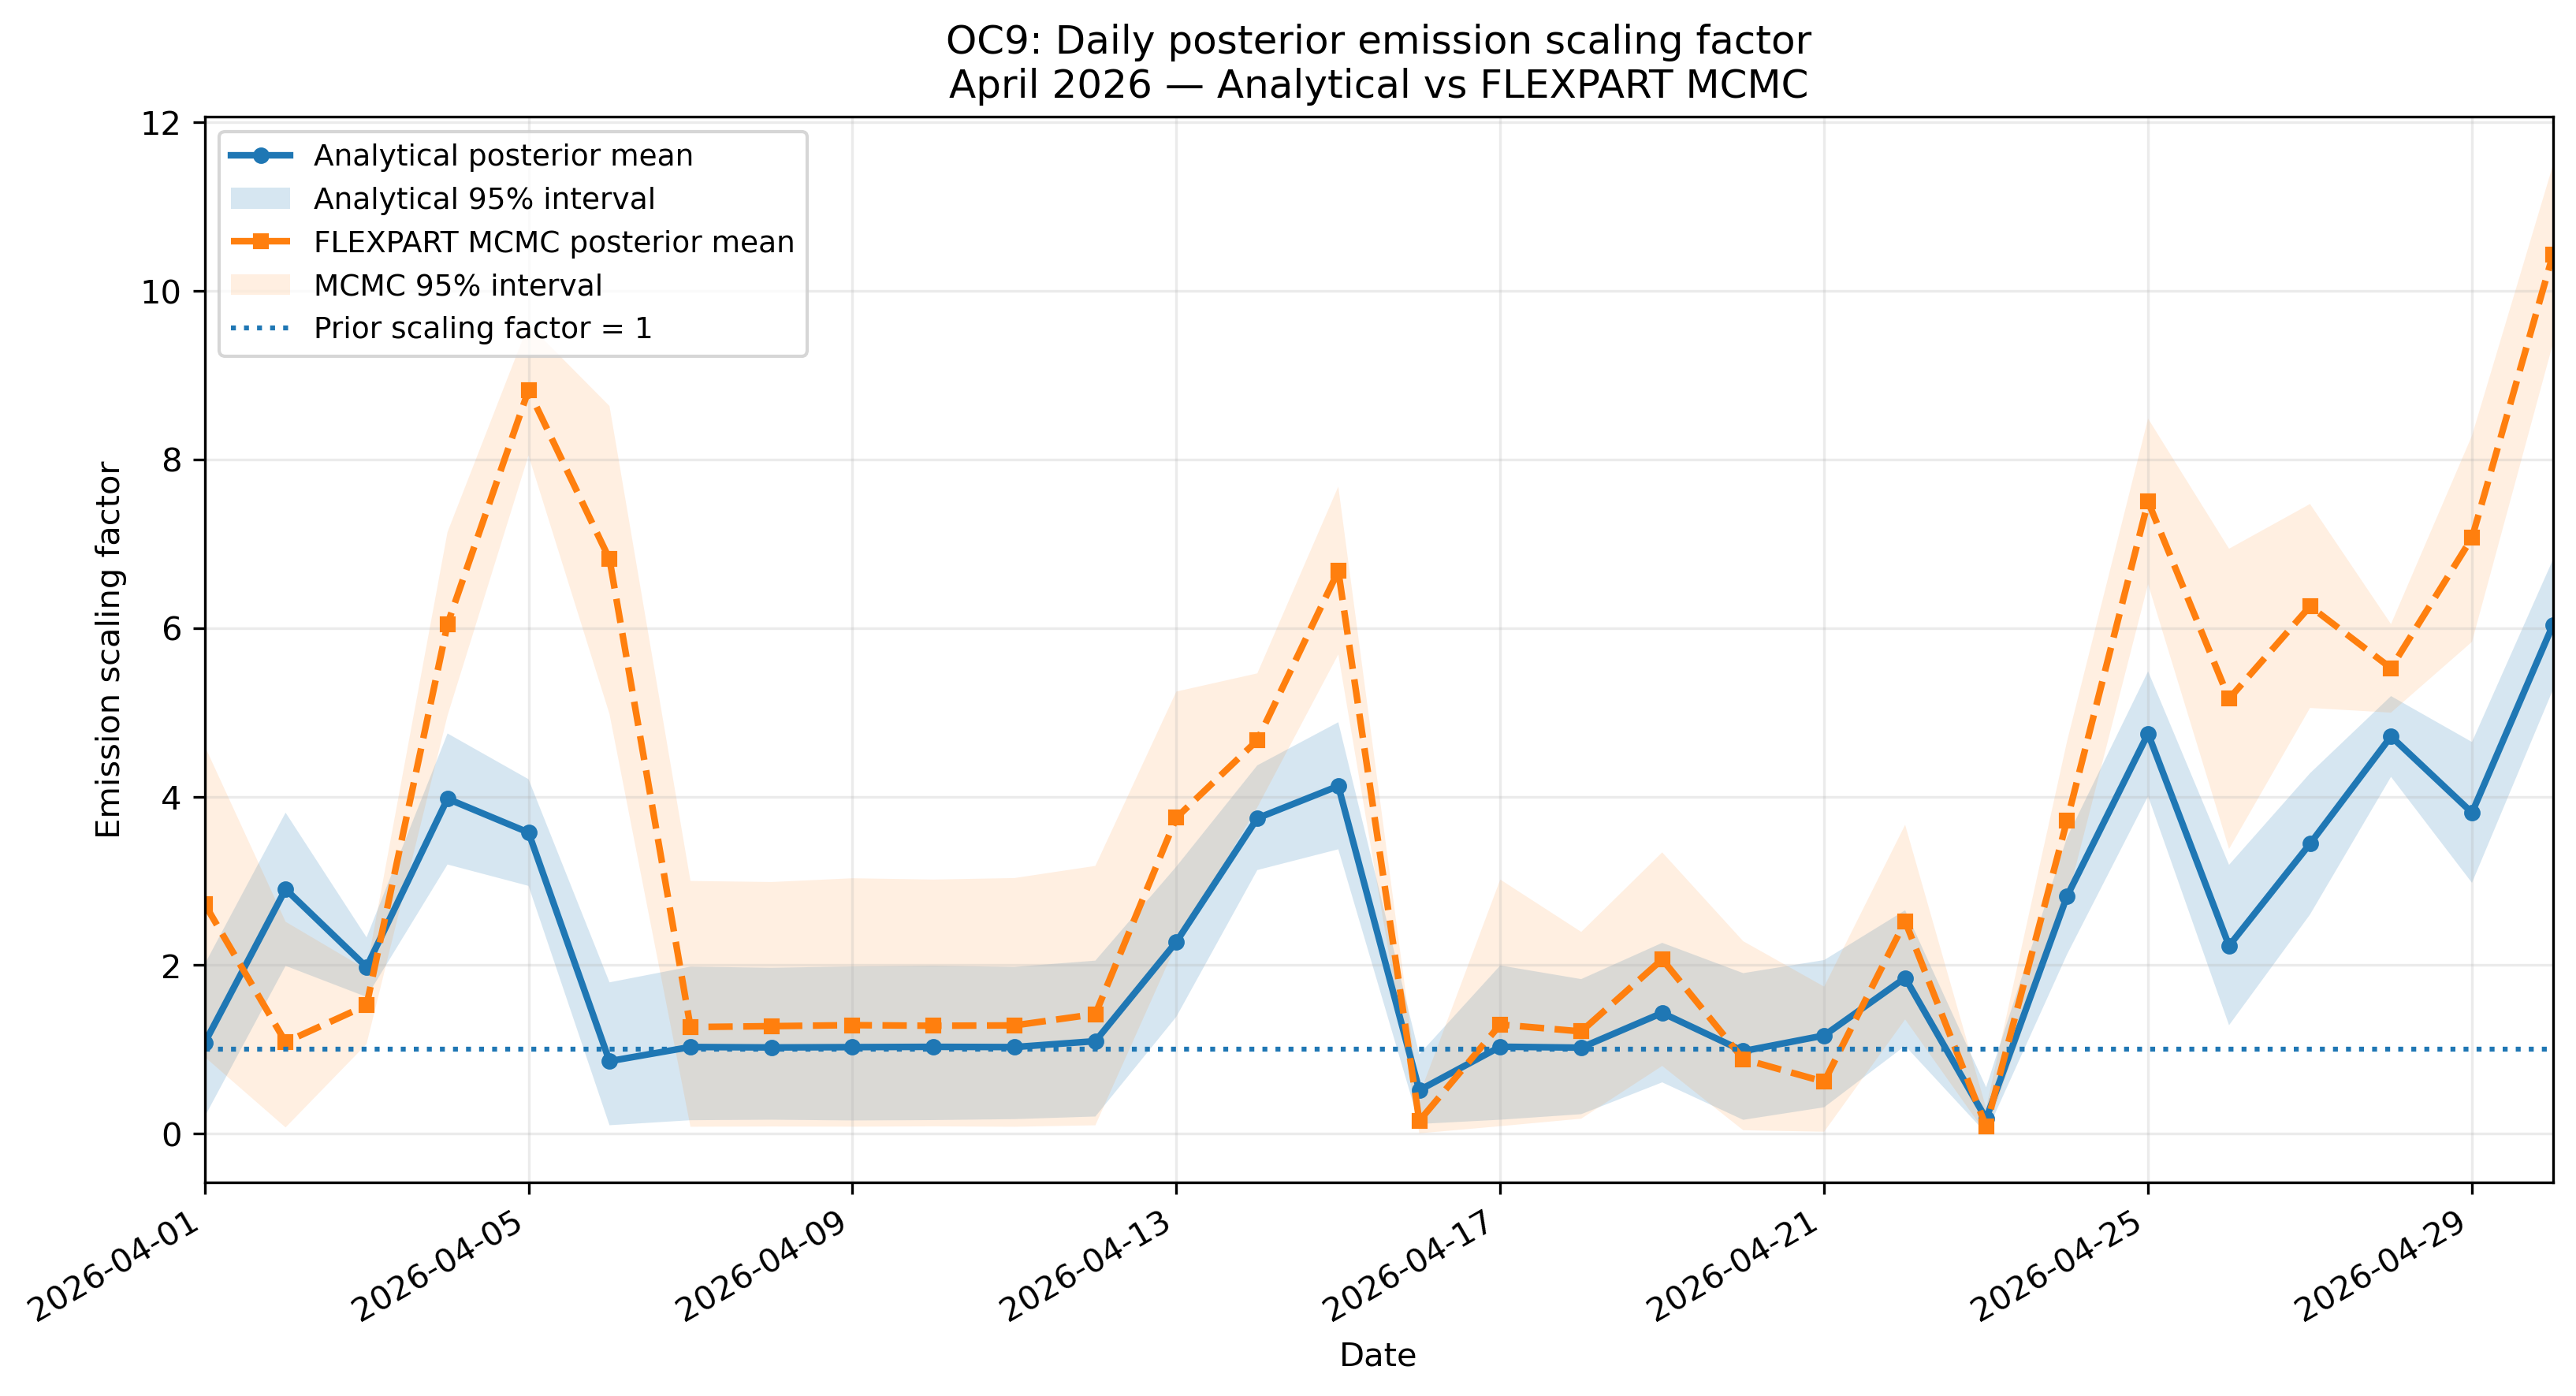 OC9: Daily posterior emission scaling factor
April 2026 — Analytical vs FLEXPART MCMC
12
10
8
6
4
2
0
Emission scaling factor
Analytical posterior mean
Analytical 95% interval
FLEXPART MCMC posterior mean
MCMC 95% interval
Prior scaling factor = 1
2026-04-01
2026-04-05
2026-04-09
2026-04-13
2026-04-17
2026-04-21
2026-04-25
2026-04-29
Date